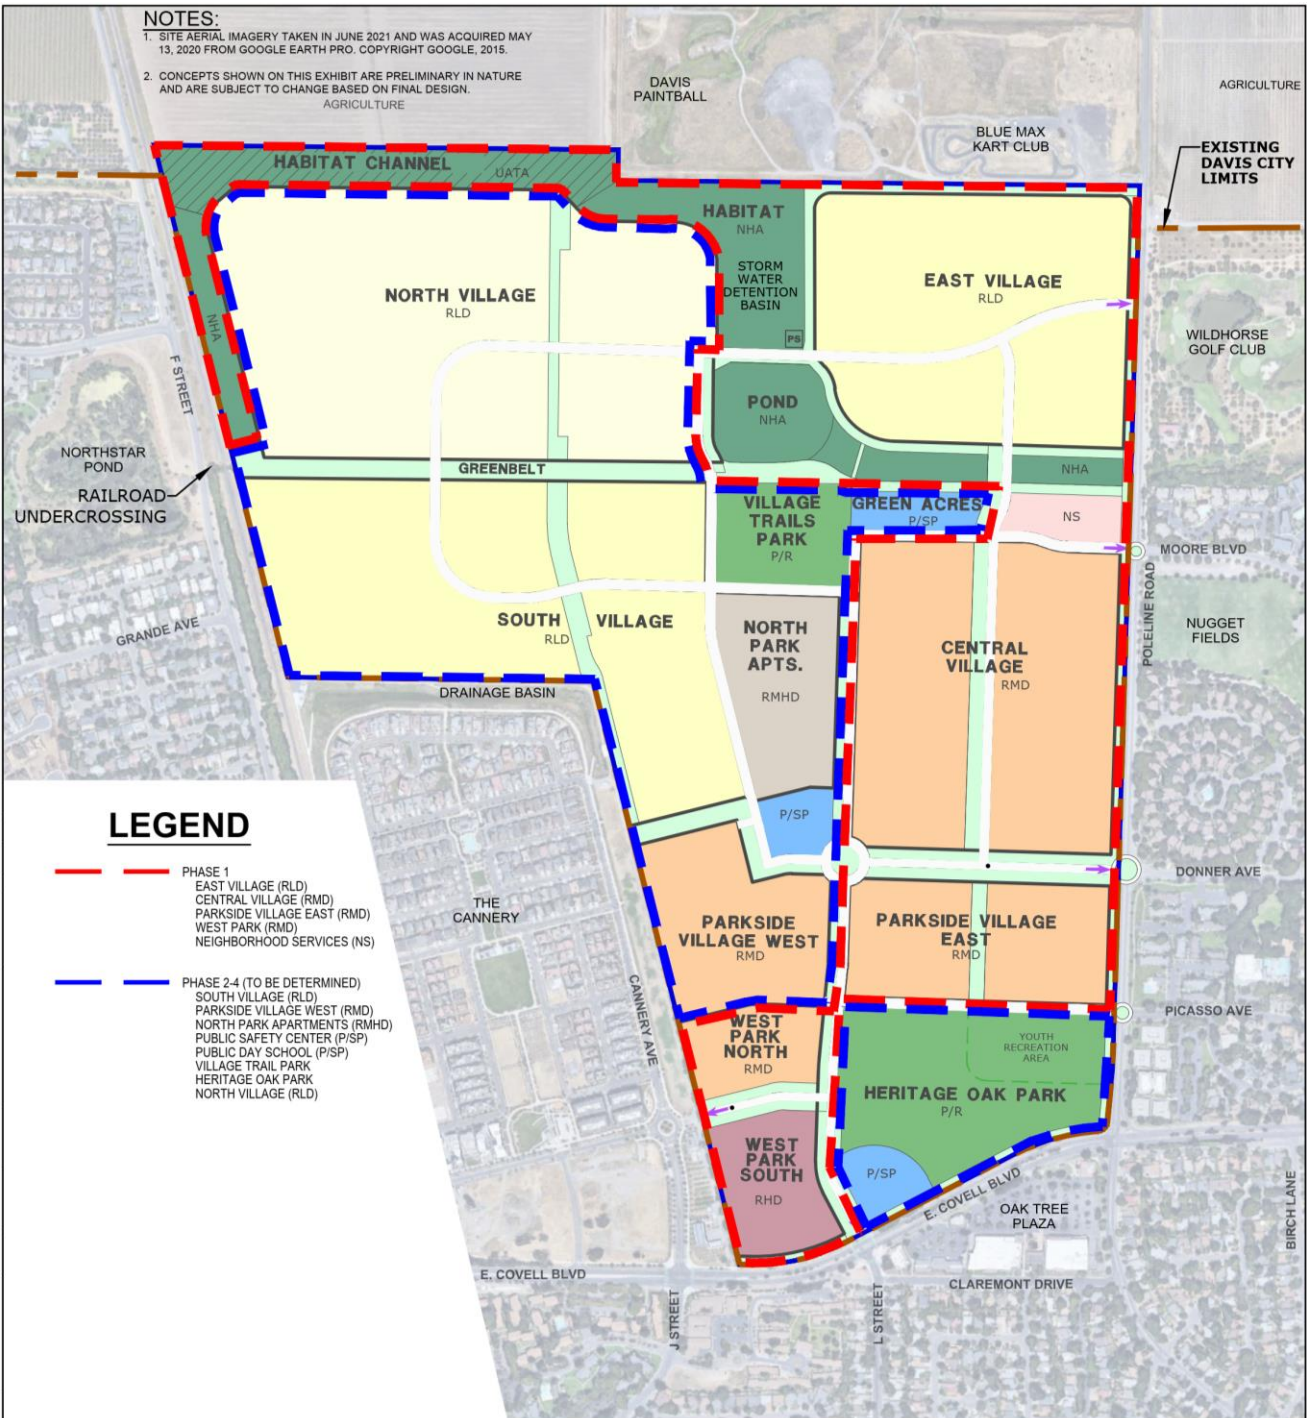 NOTES:
1. SITE AERIAL IMAGERY TAKEN IN JUNE 2021 AND WAS ACQUIRED MAY
13, 2020 FROM GOOGLE EARTH PRO. COPYRIGHT GOOGLE, 2015.
2. CONCEPTS SHOWN ON THIS EXHIBIT ARE PRELIMINARY IN NATURE
AND ARE SUBJECT TO CHANGE BASED ON FINAL DESIGN.
AGRICULTURE
DAVIS
PAINTBALL
AGRICULTURE
BLUE MAX
KART CLUB
EXISTING
DAVIS CITY
LIMITS
HABITAT CHANNEL
UATA
HABITAT
NHA
STORM
WATER
DETENTION
BASIN
PS
EAST VILLAGE
RLD
NORTH VILLAGE
RLD
NHA
F STREET
WILDHORSE
GOLF CLUB
POND
NHA
NORTHSTAR
POND
RAILROAD
UNDERCROSSING
GREENBELT
NHA
VILLAGE
TRAILS
PARK
P/R
GREEN ACRES
P/SP
NS
MOORE BLVD
POLELINE ROAD
NUGGET
FIELDS
GRANDE AVE
SOUTH VILLAGE
RLD
NORTH
PARK
APTS.
RMHD
CENTRAL
VILLAGE
RMD
DRAINAGE BASIN
P/SP
DONNER AVE
LEGEND
PHASE 1
EAST VILLAGE (RLD)
CENTRAL VILLAGE (RMD)
PARKSIDE VILLAGE EAST (RMD)
WEST PARK (RMD)
NEIGHBORHOOD SERVICES (NS)
PHASE 2-4 (TO BE DETERMINED)
SOUTH VILLAGE (RLD)
PARKSIDE VILLAGE WEST (RMD)
NORTH PARK APARTMENTS (RMHD)
PUBLIC SAFETY CENTER (P/SP)
PUBLIC DAY SCHOOL (P/SP)
VILLAGE TRAIL PARK
HERITAGE OAK PARK
NORTH VILLAGE (RLD)
THE
CANNERY
CANNERY AVE
PARKSIDE
VILLAGE WEST
RMD
PARKSIDE VILLAGE
EAST
RMD
PICASSO AVE
WEST
PARK
NORTH
RMD
YOUTH
RECREATION
AREA
HERITAGE OAK PARK
P/R
WEST
PARK
SOUTH
RHD
P/SP
E. COVELL BLVD
OAK TREE
PLAZA
BIRCH LANE
E. COVELL BLVD
CLAREMONT DRIVE
J STREET
L STREET